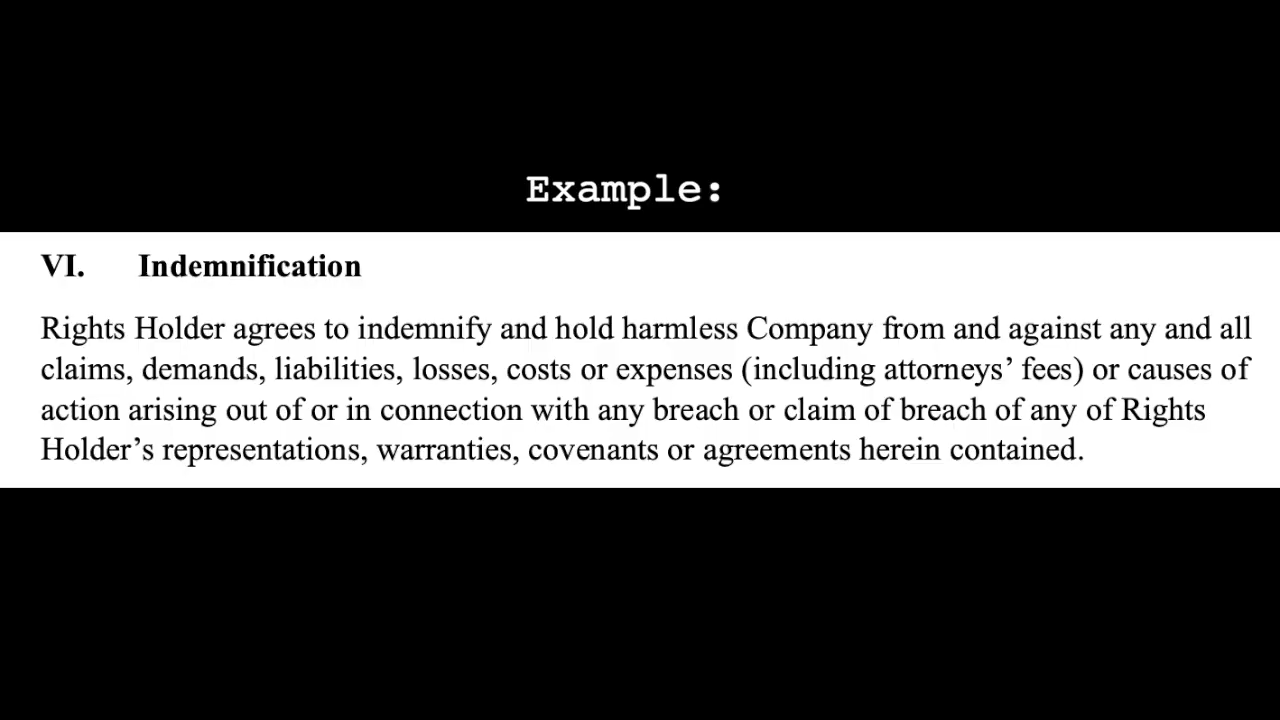 Example:
VI. Indemnification
Rights Holder agrees to indemnify and hold harmless Company from and against any and all
claims, demands, liabilities, losses, costs or expenses (including attorneys’ fees) or causes of
action arising out of or in connection with any breach or claim of breach of any of Rights
Holder’s representations, warranties, covenants or agreements herein contained.